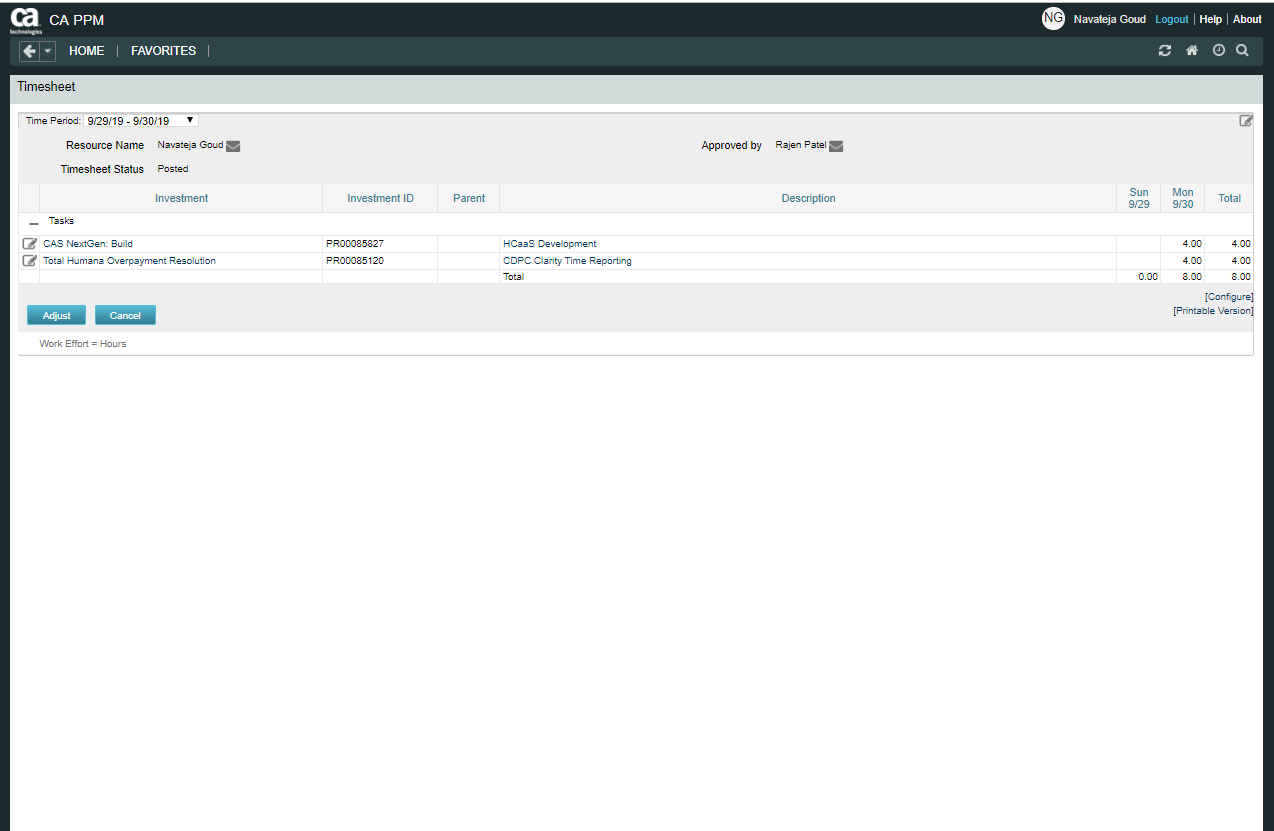 ca technologies CA PPM NG Navateja Goud Logout | Help | About
HOME | FAVORITES |
Timesheet
Time Period: 9/29/19 - 9/30/19
Resource Name Navateja Goud Approved by Rajen Patel
Timesheet Status Posted
Investment Investment ID Parent Description Sun 9/29 Mon 9/30 Total
Tasks
CAS NextGen: Build PR00085827 HCaaS Development 4.00 4.00
Total Humana Overpayment Resolution PR00085120 CDPC Clarity Time Reporting 4.00 4.00
Total 0.00 8.00 8.00
[Configure]
[Printable Version]
Adjust Cancel
Work Effort = Hours